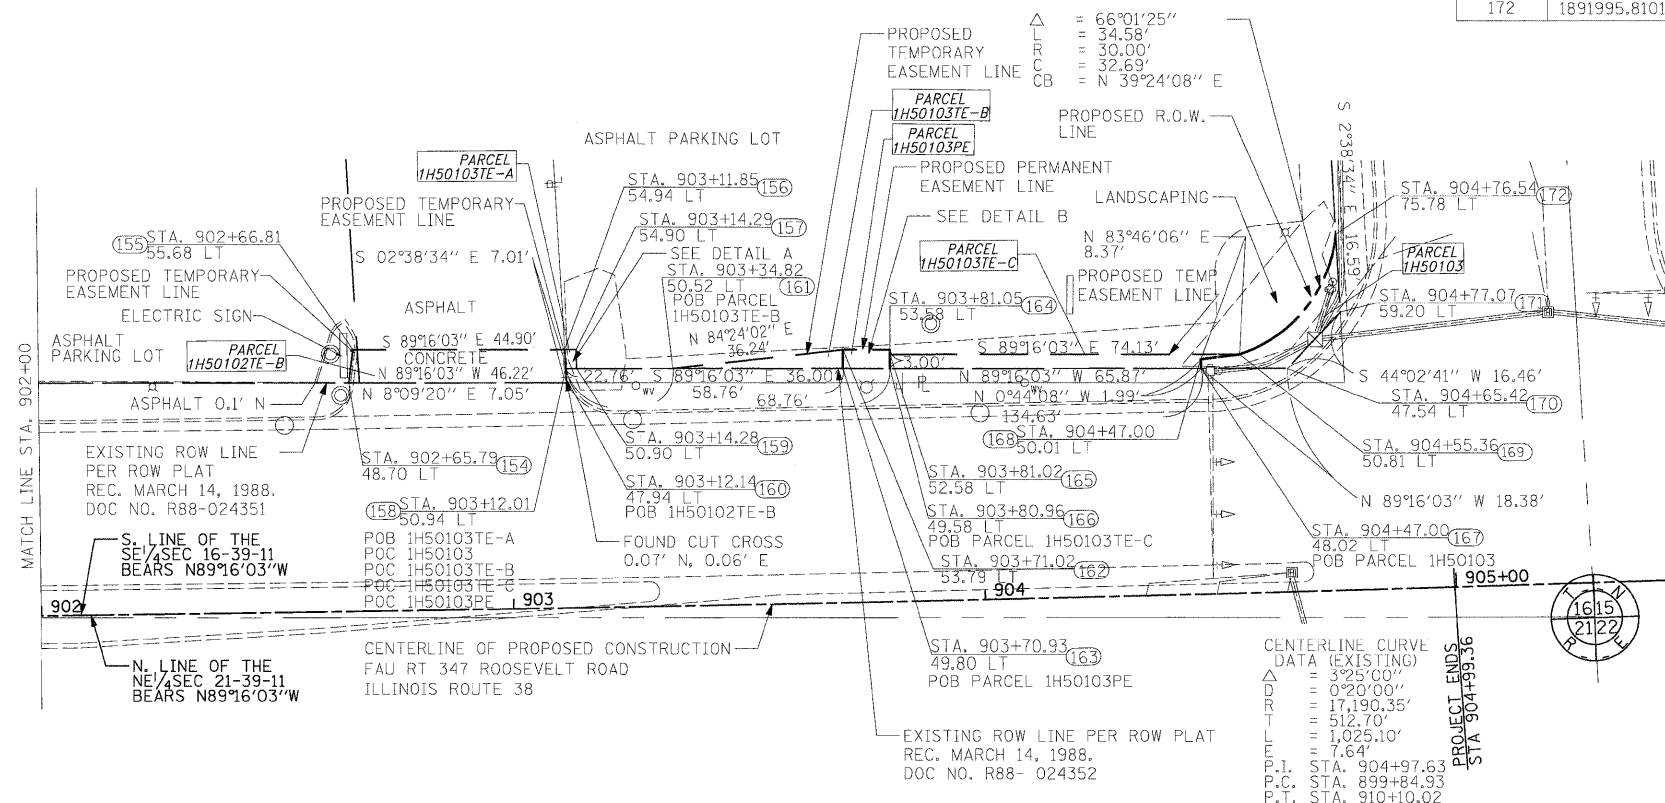 172 1891995.8101
Δ = 66°01'25''
L = 34.58'
R = 30.00'
C = 32.69'
CB = N 39°24'08'' E
PROPOSED
TEMPORARY
EASEMENT LINE
PARCEL
1H50103TE-B
PARCEL
1H50103PE
PROPOSED R.O.W.
LINE
ASPHALT PARKING LOT
PARCEL
1H50103TE-A
PROPOSED PERMANENT
EASEMENT LINE
S 2°38'34'' E 16.59'
STA. 903+11.85 156
54.94 LT
STA. 904+76.54 172
75.78 LT
PROPOSED TEMPORARY
EASEMENT LINE
LANDSCAPING
STA. 903+14.29 157
54.90 LT
SEE DETAIL B
155 STA. 902+66.81
55.68 LT
S 02°38'34'' E 7.01'
SEE DETAIL A
PARCEL
1H50103TE-C
N 83°46'06'' E
8.37'
PARCEL
1H50103
PROPOSED TEMPORARY
EASEMENT LINE
STA. 903+34.82
50.52 LT 161
POB PARCEL
1H50103TE-B
PROPOSED TEMP
EASEMENT LINE
ELECTRIC SIGN
ASPHALT
STA. 903+81.05 164
53.58 LT
STA. 904+77.07 171
59.20 LT
ASPHALT
PARKING LOT
PARCEL
1H50102TE-B
S 89°16'03'' E 44.90'
CONCRETE
N 84°24'02'' E
36.24'
S 89°16'03'' E 74.13'
N 89°16'03'' W 46.22'
3.00'
22.76' S 89°16'03'' E 36.00'
PL
N 89°16'03'' W 65.87'
S 44°02'41'' W 16.46'
ASPHALT 0.1' N
N 8°09'20'' E 7.05'
58.76'
WV
68.76'
N 0°44'08'' W 1.99'
WV
134.63'
STA. 904+65.42
47.54 LT 170
MATCH LINE STA. 902+00
EXISTING ROW LINE
PER ROW PLAT
REC. MARCH 14, 1988.
DOC NO. R88-024351
STA. 902+65.79 154
48.70 LT
STA. 903+14.28 159
50.90 LT
168 STA. 904+47.00
50.01 LT
STA. 904+55.36 169
50.81 LT
158 STA. 903+12.01
50.94 LT
STA. 903+12.14 160
47.94 LT
POB 1H50102TE-B
STA. 903+81.02
52.58 LT 165
N 89°16'03'' W 18.38'
S. LINE OF THE
SE1/4SEC 16-39-11
BEARS N89°16'03''W
POB 1H50103TE-A
POC 1H50103
POC 1H50103TE-B
POC 1H50103TE-C
POC 1H50103PE
FOUND CUT CROSS
0.07' N, 0.06' E
STA. 903+80.96 166
49.58 LT
POB PARCEL 1H50103TE-C
STA. 904+47.00
48.02 LT 167
POB PARCEL 1H50103
STA. 903+71.02
53.79 LT 162
902
903
904
905+00
T N
16 15
21 22
R E
N. LINE OF THE
NE1/4SEC 21-39-11
BEARS N89°16'03''W
CENTERLINE OF PROPOSED CONSTRUCTION
FAU RT 347 ROOSEVELT ROAD
ILLINOIS ROUTE 38
STA. 903+70.93
49.80 LT 163
POB PARCEL 1H50103PE
CENTERLINE CURVE
DATA (EXISTING)
Δ = 3°25'00''
D = 0°20'00''
R = 17,190.35'
T = 512.70'
L = 1,025.10'
E = 7.64'
P.I. STA. 904+97.63
P.C. STA. 899+84.93
P.T. STA. 910+10.02
PROJECT ENDS
STA 904+99.36
EXISTING ROW LINE PER ROW PLAT
REC. MARCH 14, 1988.
DOC NO. R88- 024352